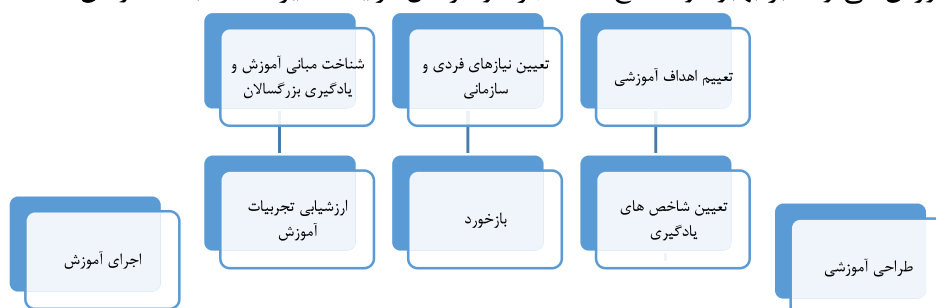 تعییم اهداف آموزشی
تعیین نیازهای فردی و
سازمانی
شناخت مبانی آموزش و
یادگیری بزرگسالان
تعیین شاخص های
یادگیری
بازخورد
ارزشیابی تجربیات
آموزش
طراحی آموزشی
اجرای آموزش